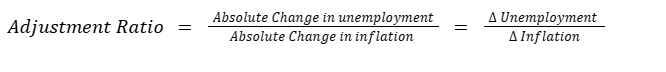 Adjustment Ratio = Absolute Change in unemployment / Absolute Change in inflation = Δ Unemployment / Δ Inflation